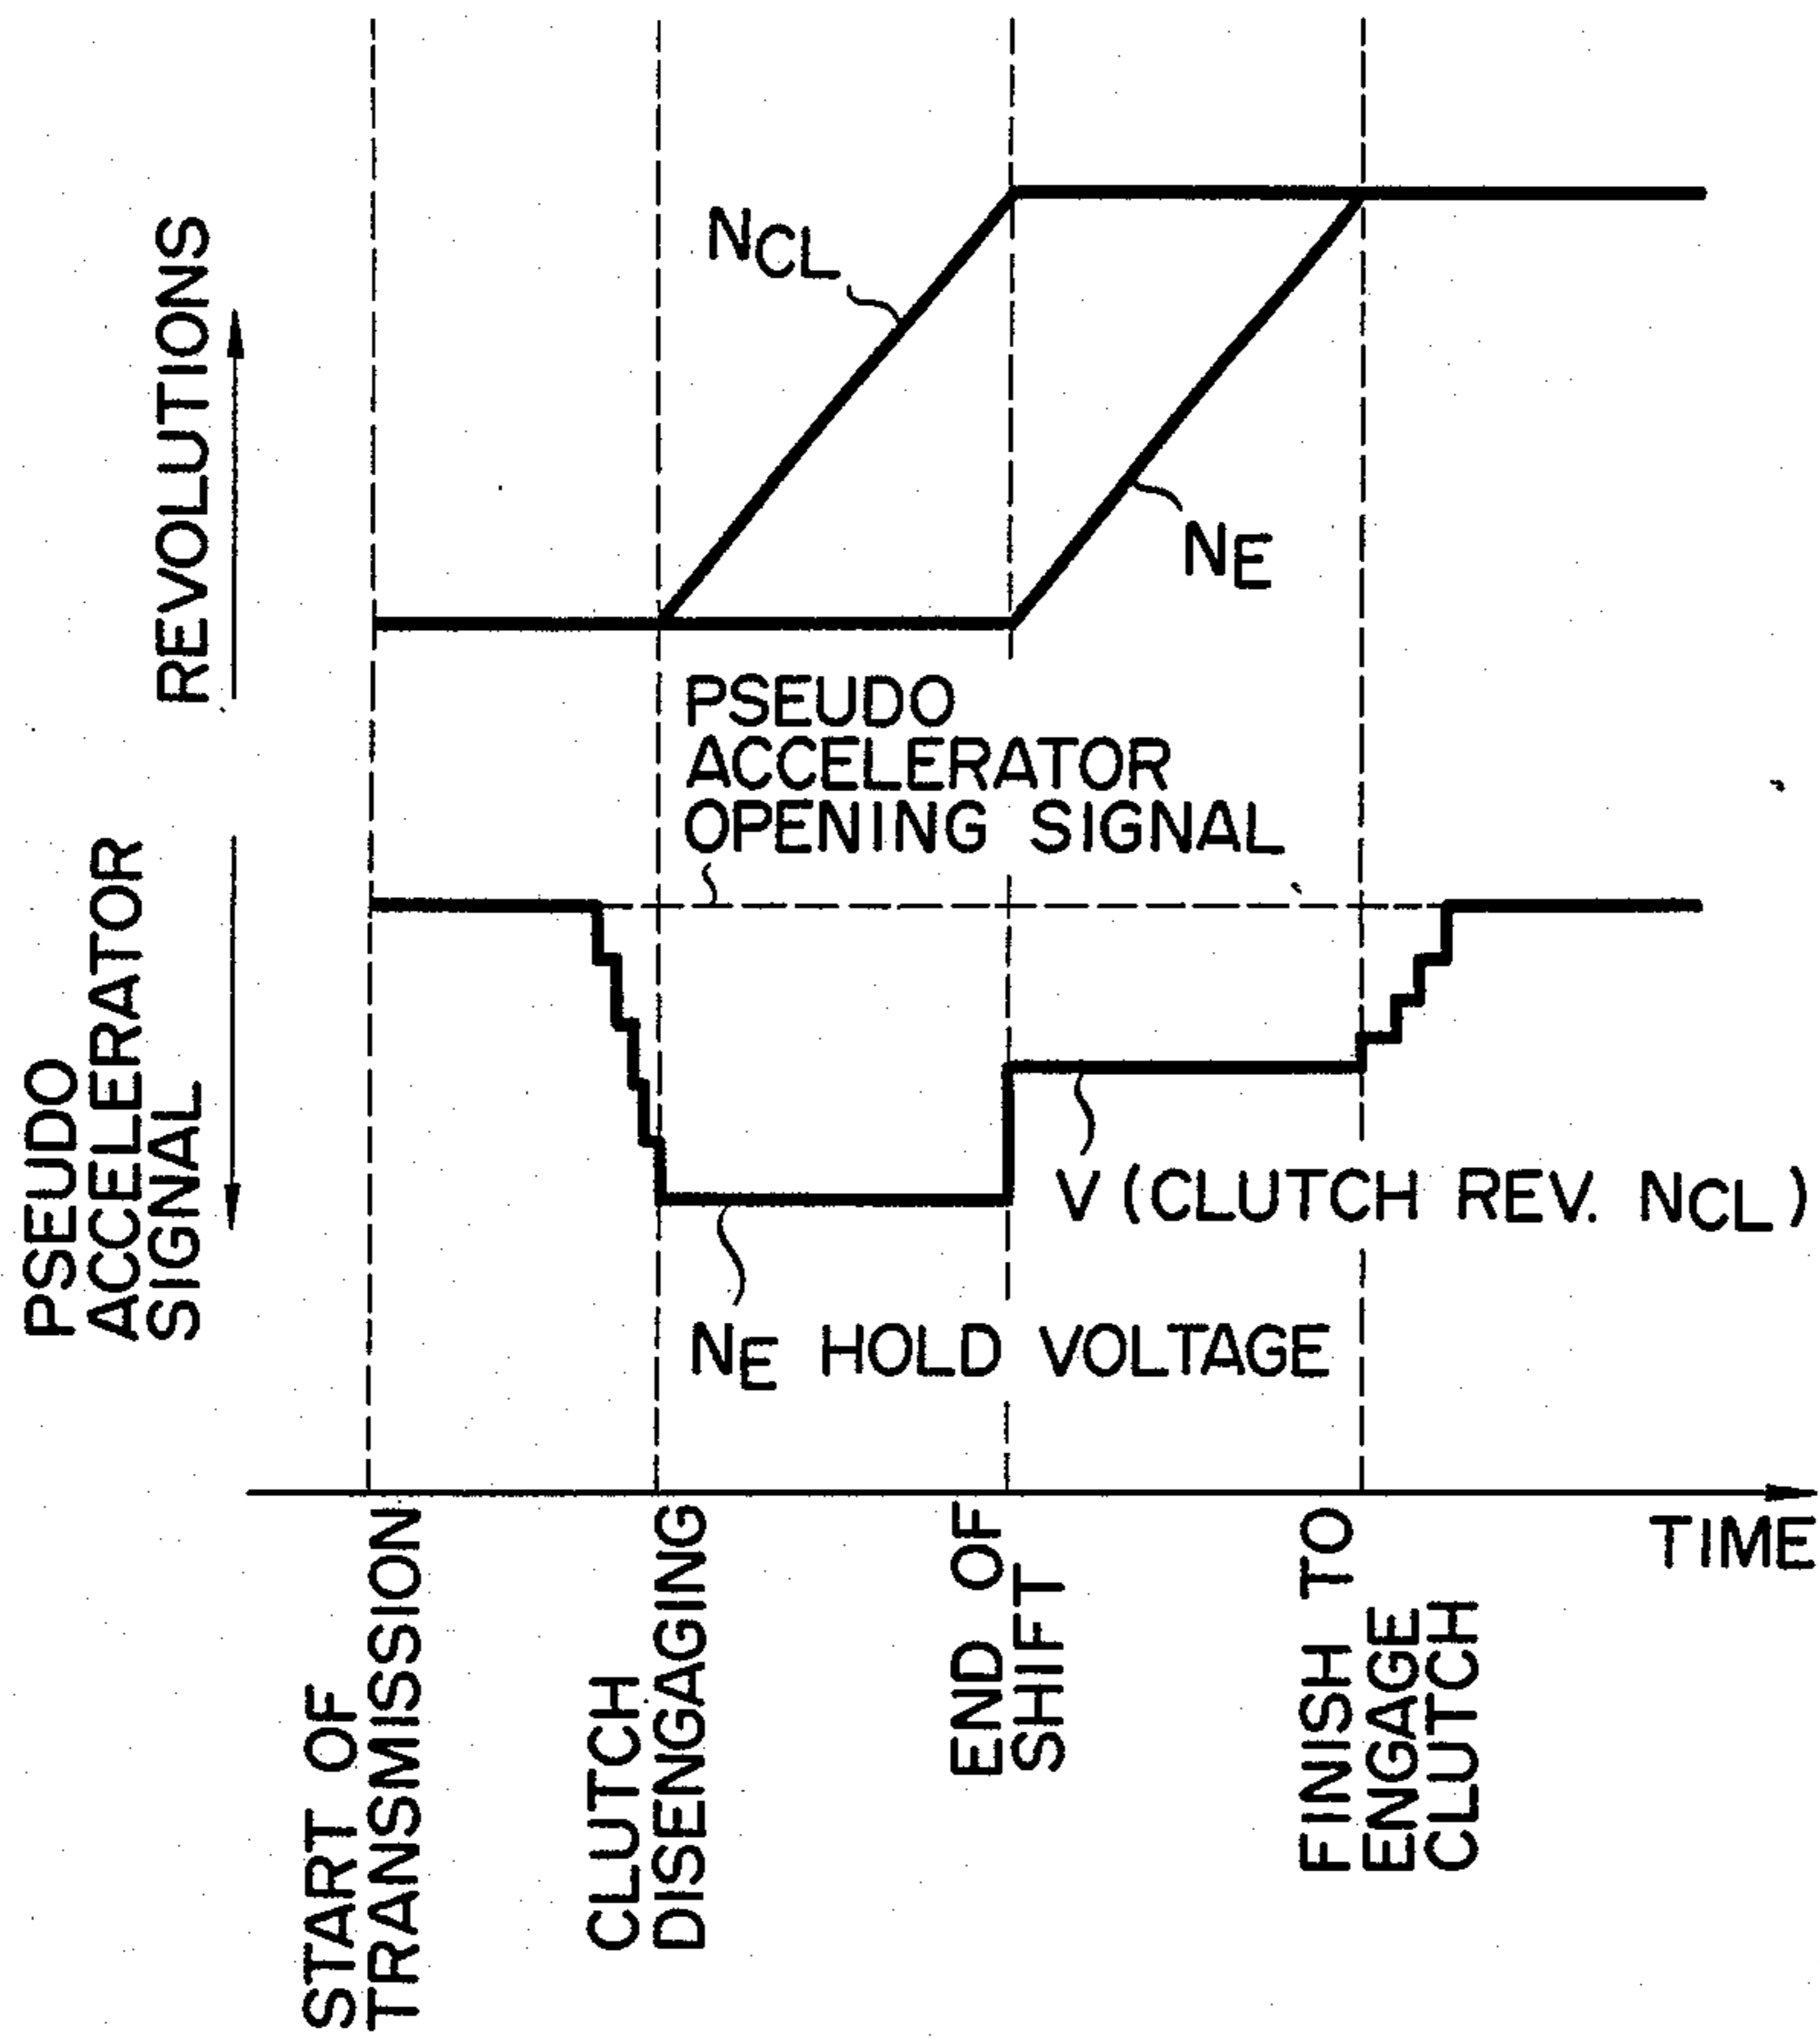 REVOLUTIONS
NCL
NE
PSEUDO
ACCELERATOR
OPENING SIGNAL
PSEUDO
ACCELERATOR
SIGNAL
V (CLUTCH REV. NCL)
NE HOLD VOLTAGE
TIME
START OF
TRANSMISSION
CLUTCH
DISENGAGING
END OF
SHIFT
FINISH TO
ENGAGE
CLUTCH